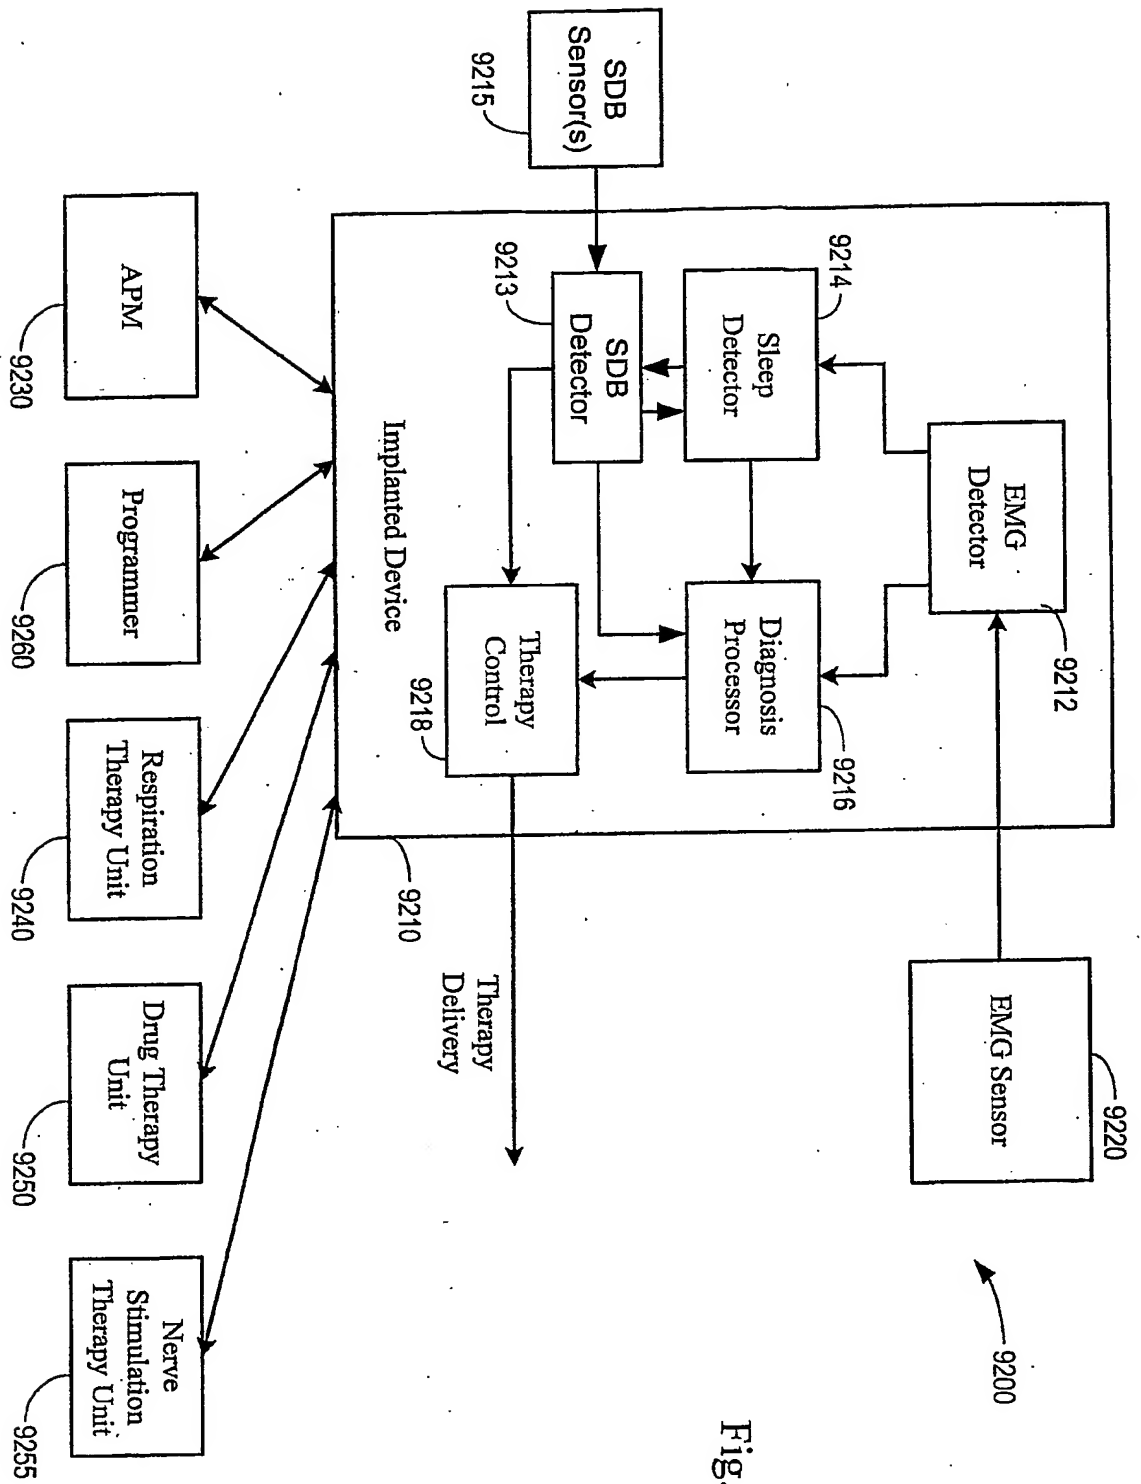 9220
EMG Sensor
9200
Fig
EMG
Detector
9212
9214
Sleep
Detector
Diagnosis
Processor
9216
SDB
Sensor(s)
9215
9213
SDB
Detector
Therapy
Control
9218
Therapy
Delivery
Implanted Device
9210
APM
9230
Programmer
9260
Respiration
Therapy Unit
9240
Drug Therapy
Unit
9250
Nerve
Stimulation
Therapy Unit
9255